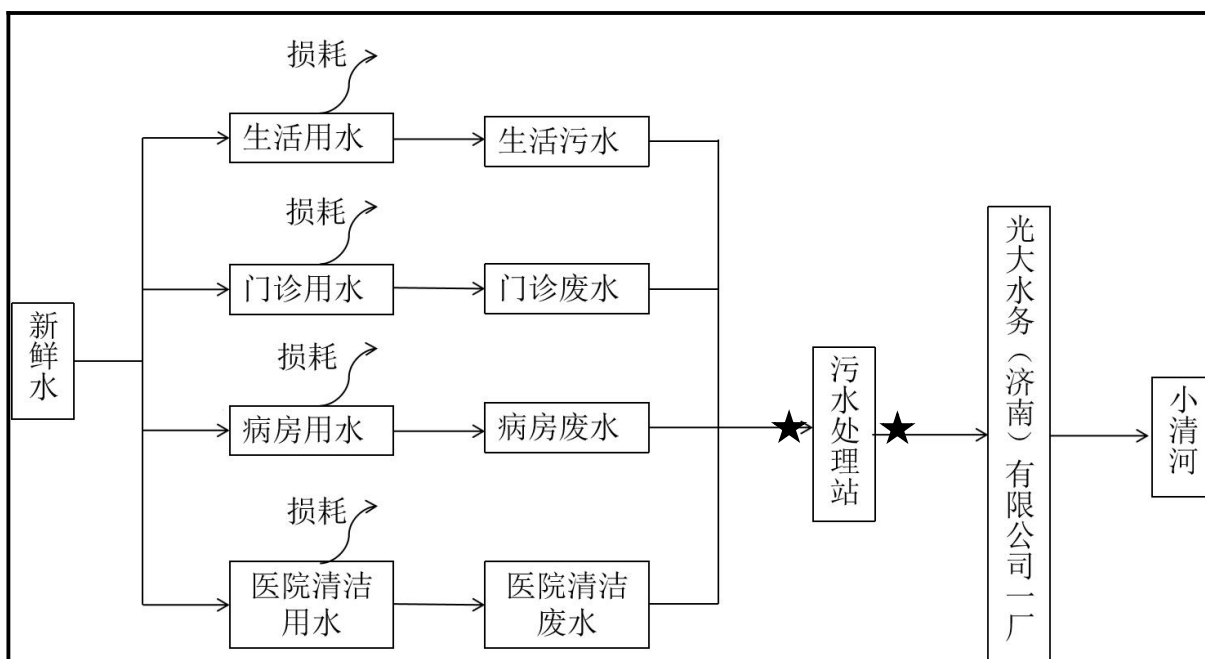 损耗
生活用水
生活污水
损耗
门诊用水
门诊废水
新鲜水
损耗
病房用水
病房废水
损耗
医院清洁
用水
医院清洁
废水
污水处理站
光大水务（济南）有限公司一厂
小清河